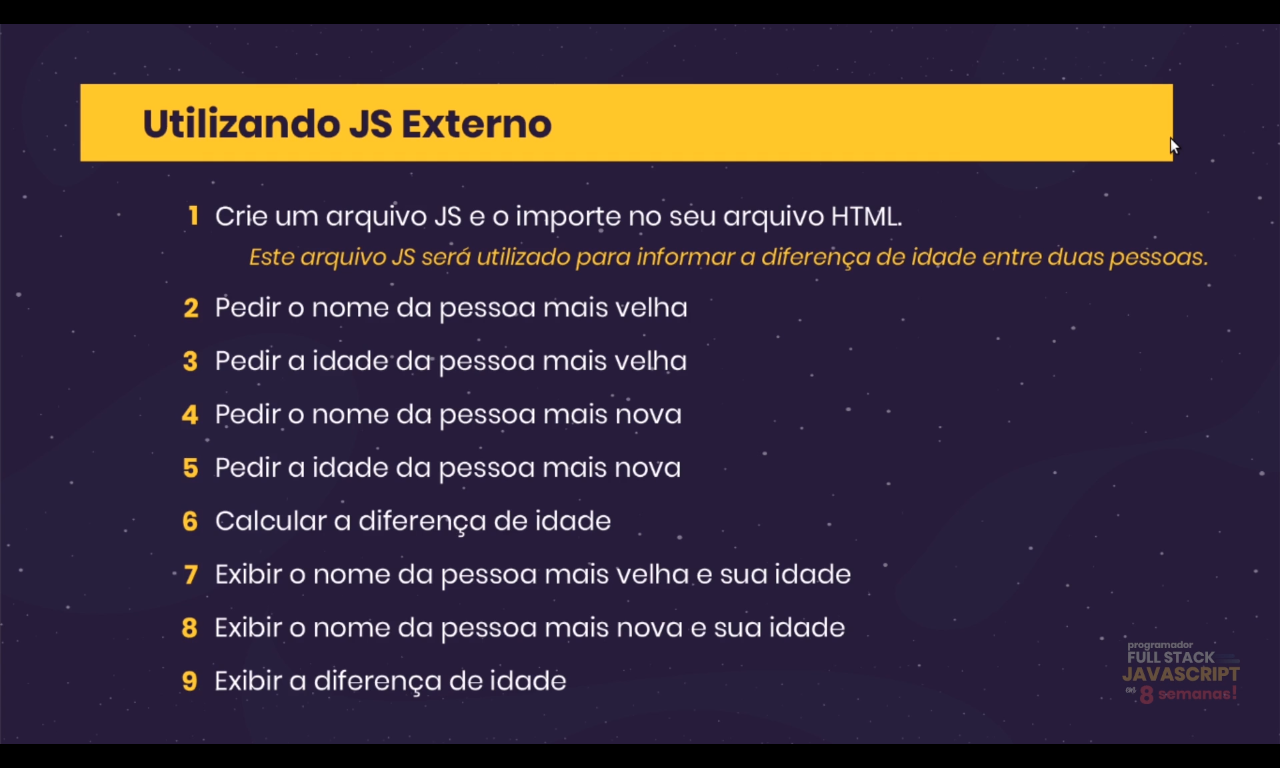 Utilizando JS Externo
1 Crie um arquivo JS e o importe no seu arquivo HTML.
Este arquivo JS será utilizado para informar a diferença de idade entre duas pessoas.
2 Pedir o nome da pessoa mais velha
3 Pedir a idade da pessoa mais velha
4 Pedir o nome da pessoa mais nova
5 Pedir a idade da pessoa mais nova
6 Calcular a diferença de idade
7 Exibir o nome da pessoa mais velha e sua idade
8 Exibir o nome da pessoa mais nova e sua idade
9 Exibir a diferença de idade
programador
FULL STACK
JAVASCRIPT
em 8 semanas!